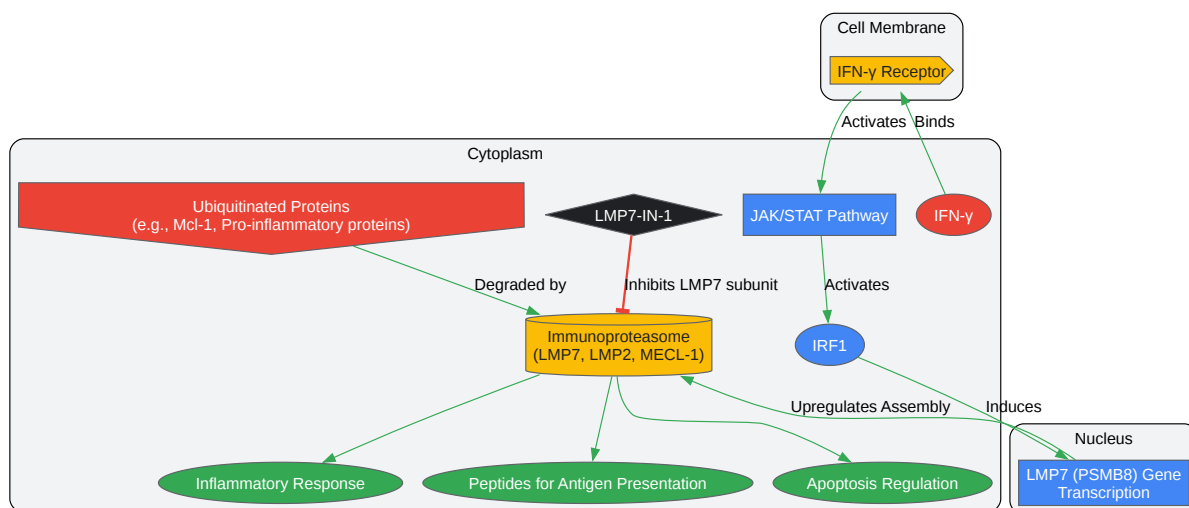 Cell Membrane
IFN-γ Receptor
Activates
Binds
Cytoplasm
Ubiquitinated Proteins
(e.g., Mcl-1, Pro-inflammatory proteins)
LMP7-IN-1
JAK/STAT Pathway
IFN-γ
Degraded by
Inhibits LMP7 subunit
Activates
Immunoproteasome
(LMP7, LMP2, MECL-1)
IRF1
Upregulates Assembly
Induces
Nucleus
LMP7 (PSMB8) Gene
Transcription
Inflammatory Response
Peptides for Antigen Presentation
Apoptosis Regulation